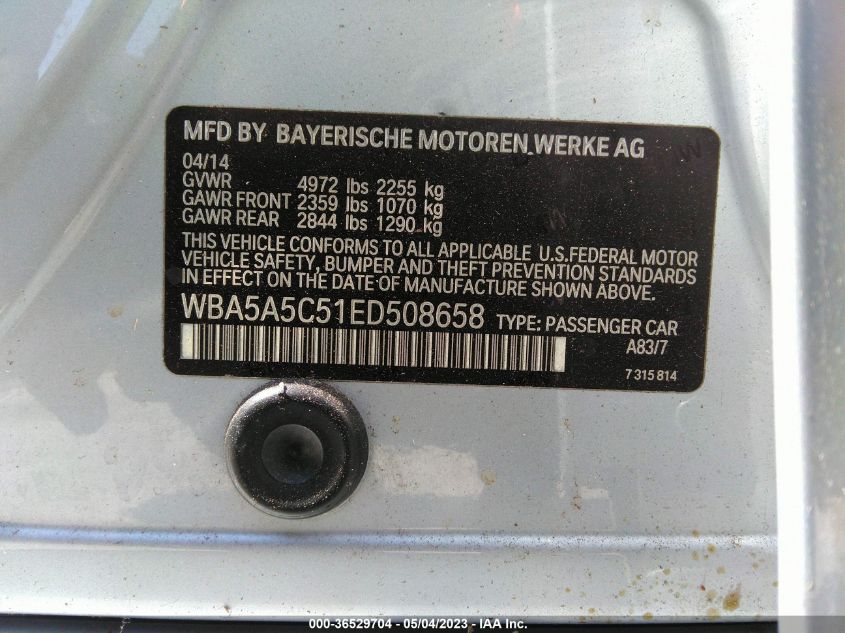 MFD BY BAYERISCHE MOTOREN WERKE AG
04/14
GVWR 4972 lbs 2255 kg
GAWR FRONT 2359 lbs 1070 kg
GAWR REAR 2844 lbs 1290 kg
THIS VEHICLE CONFORMS TO ALL APPLICABLE U.S.FEDERAL MOTOR
VEHICLE SAFETY, BUMPER AND THEFT PREVENTION STANDARDS
IN EFFECT ON THE DATE OF MANUFACTURE SHOWN ABOVE.
WBA5A5C51ED508658 TYPE: PASSENGER CAR
A83/7
7 315 814
000-36529704 - 05/04/2023 - IAA Inc.